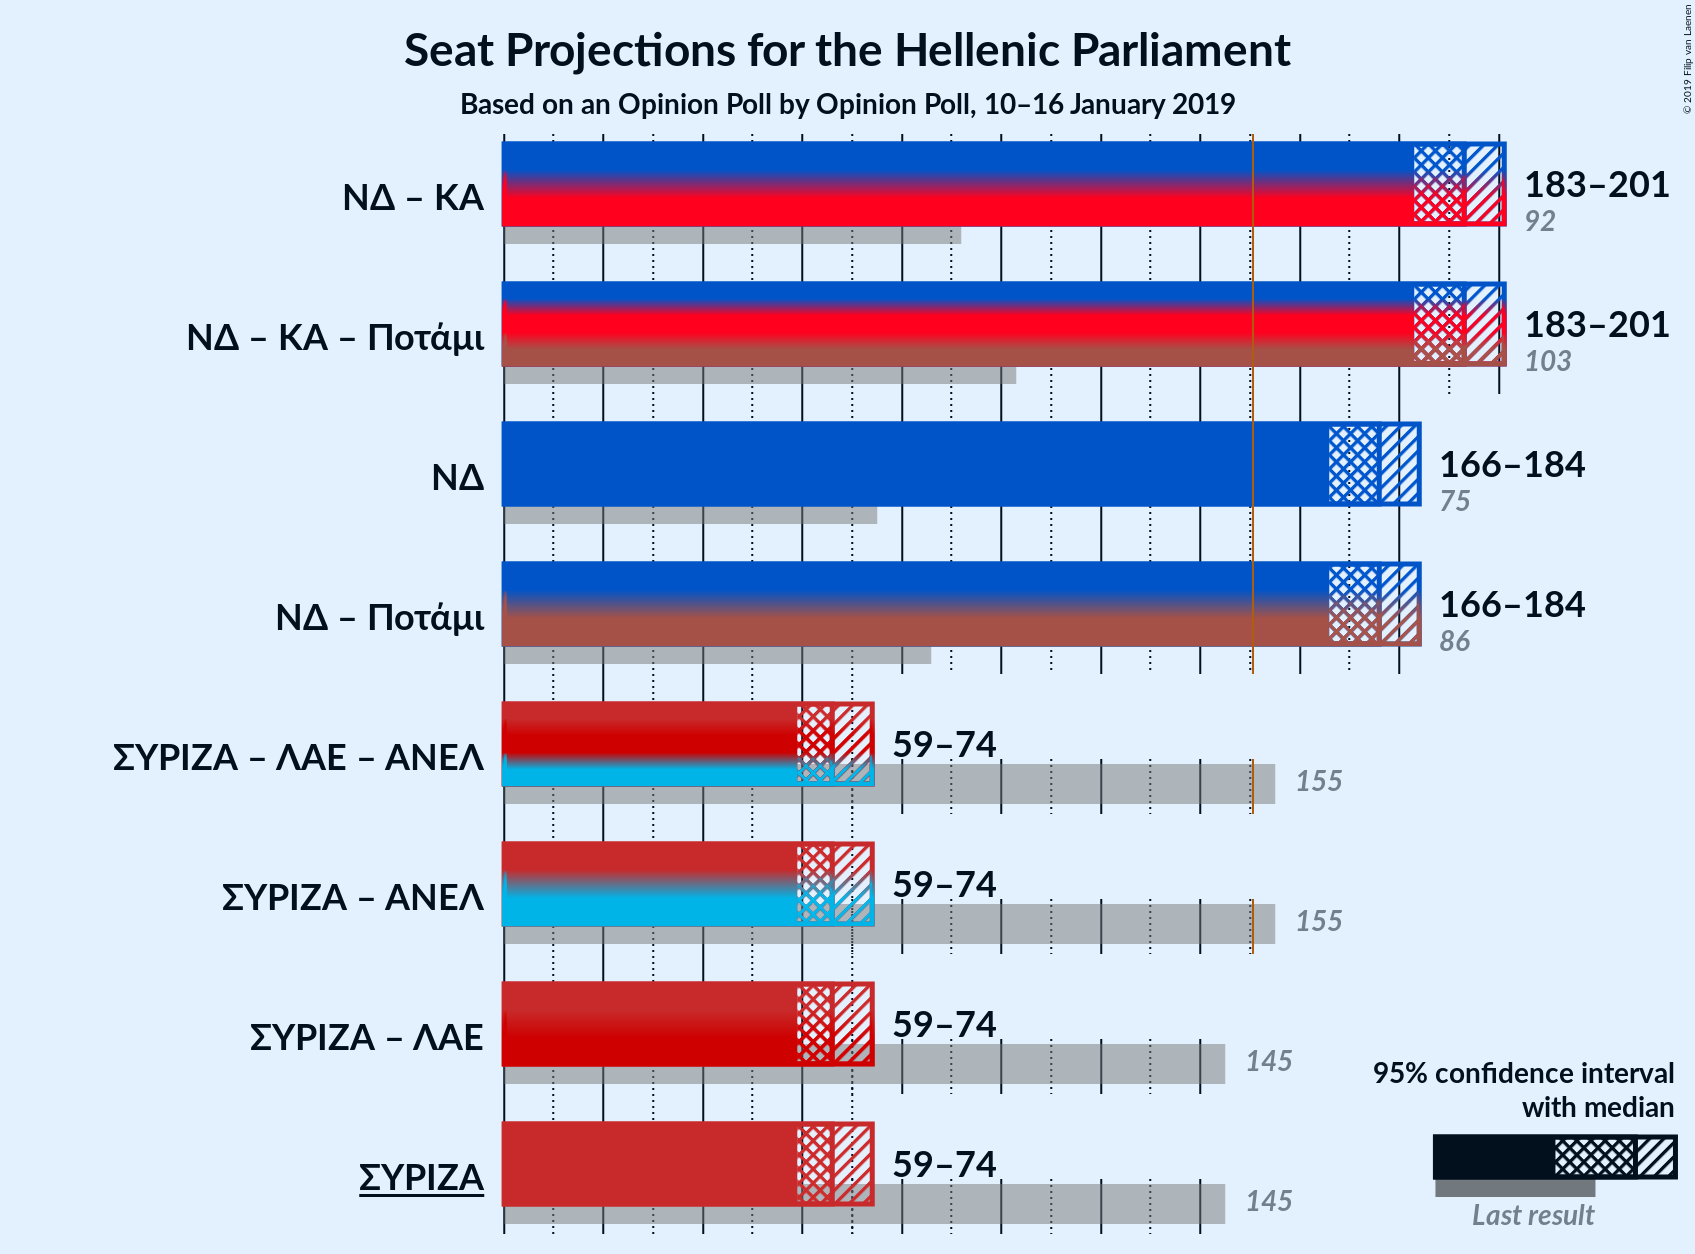 Seat Projections for the Hellenic Parliament
Based on an Opinion Poll by Opinion Poll, 10–16 January 2019
© 2019 Filip van Laenen
ΝΔ – ΚΑ
183–201
92
ΝΔ – ΚΑ – Ποτάμι
183–201
103
ΝΔ
166–184
75
ΝΔ – Ποτάμι
166–184
86
ΣΥΡΙΖΑ – ΛΑΕ – ΑΝΕΛ
59–74
155
ΣΥΡΙΖΑ – ΑΝΕΛ
59–74
155
ΣΥΡΙΖΑ – ΛΑΕ
59–74
145
ΣΥΡΙΖΑ
59–74
145
95% confidence interval
with median
Last result